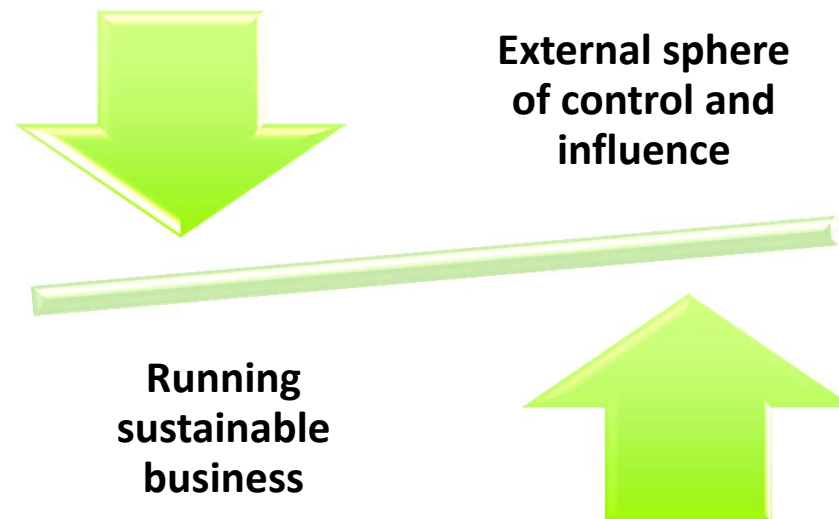 External sphere
of control and
influence
Running
sustainable
business